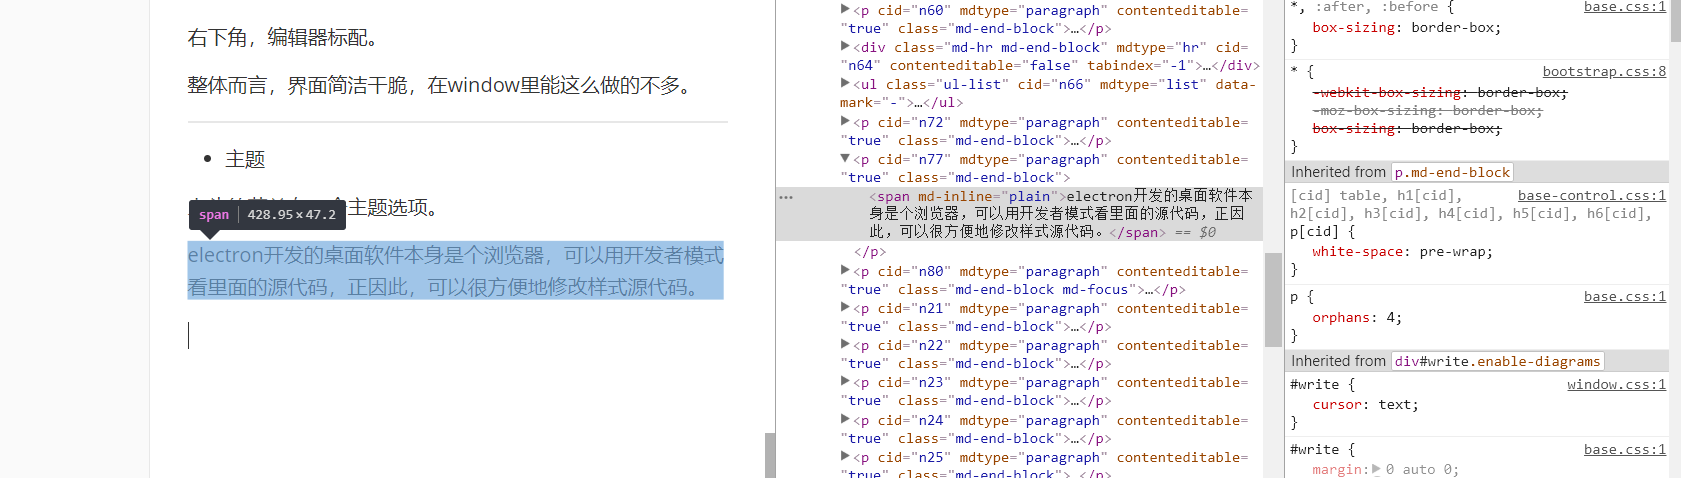 右下角，编辑器标配。
整体而言，界面简洁干脆，在window里能这么做的不多。
主题
个主题选项。
span 428.95×47.2
electron开发的桌面软件本身是个浏览器，可以用开发者模式
看里面的源代码，正因此，可以很方便地修改样式源代码。
▶<p cid="n60" mdtype="paragraph" contenteditable=
"true" class="md-end-block">…</p>
▶<div class="md-hr md-end-block" mdtype="hr" cid=
"n64" contenteditable="false" tabindex="-1">…</div>
▶<ul class="ul-list" cid="n66" mdtype="list" data-
mark="-">…</ul>
▶<p cid="n72" mdtype="paragraph" contenteditable=
"true" class="md-end-block">…</p>
▼<p cid="n77" mdtype="paragraph" contenteditable=
"true" class="md-end-block">
<span md-inline="plain">electron开发的桌面软件本
身是个浏览器，可以用开发者模式看里面的源代码，正因
此，可以很方便地修改样式源代码。</span> == $0
</p>
▶<p cid="n80" mdtype="paragraph" contenteditable=
"true" class="md-end-block md-focus">…</p>
▶<p cid="n21" mdtype="paragraph" contenteditable=
"true" class="md-end-block">…</p>
▶<p cid="n22" mdtype="paragraph" contenteditable=
"true" class="md-end-block">…</p>
▶<p cid="n23" mdtype="paragraph" contenteditable=
"true" class="md-end-block">…</p>
▶<p cid="n24" mdtype="paragraph" contenteditable=
"true" class="md-end-block">…</p>
▶<p cid="n25" mdtype="paragraph" contenteditable=
"true" class="md-end-block">…</p>
*, :after, :before { base.css:1
box-sizing: border-box;
}
* { bootstrap.css:8
-webkit-box-sizing: border-box;
-moz-box-sizing: border-box;
box-sizing: border-box;
}
Inherited from p.md-end-block
[cid] table, h1[cid], base-control.css:1
h2[cid], h3[cid], h4[cid], h5[cid], h6[cid],
p[cid] {
white-space: pre-wrap;
}
p { base.css:1
orphans: 4;
}
Inherited from div#write.enable-diagrams
#write { window.css:1
cursor: text;
}
#write { base.css:1
margin:▶0 auto 0;